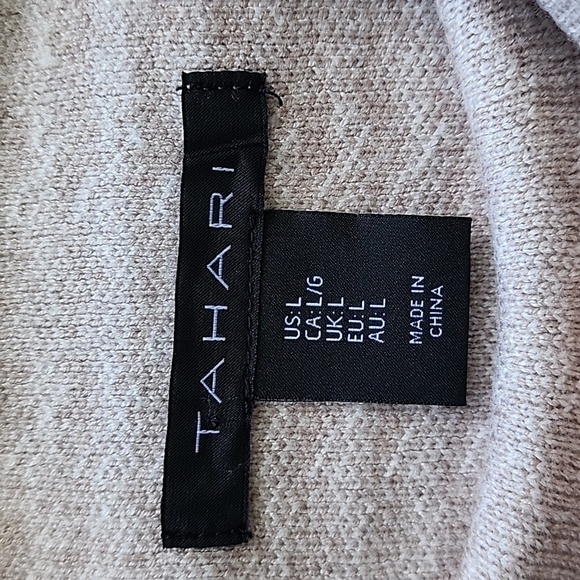 TAHARI
US:L
CA:L/G
UK:L
EU:L
AU:L
MADE IN
CHINA